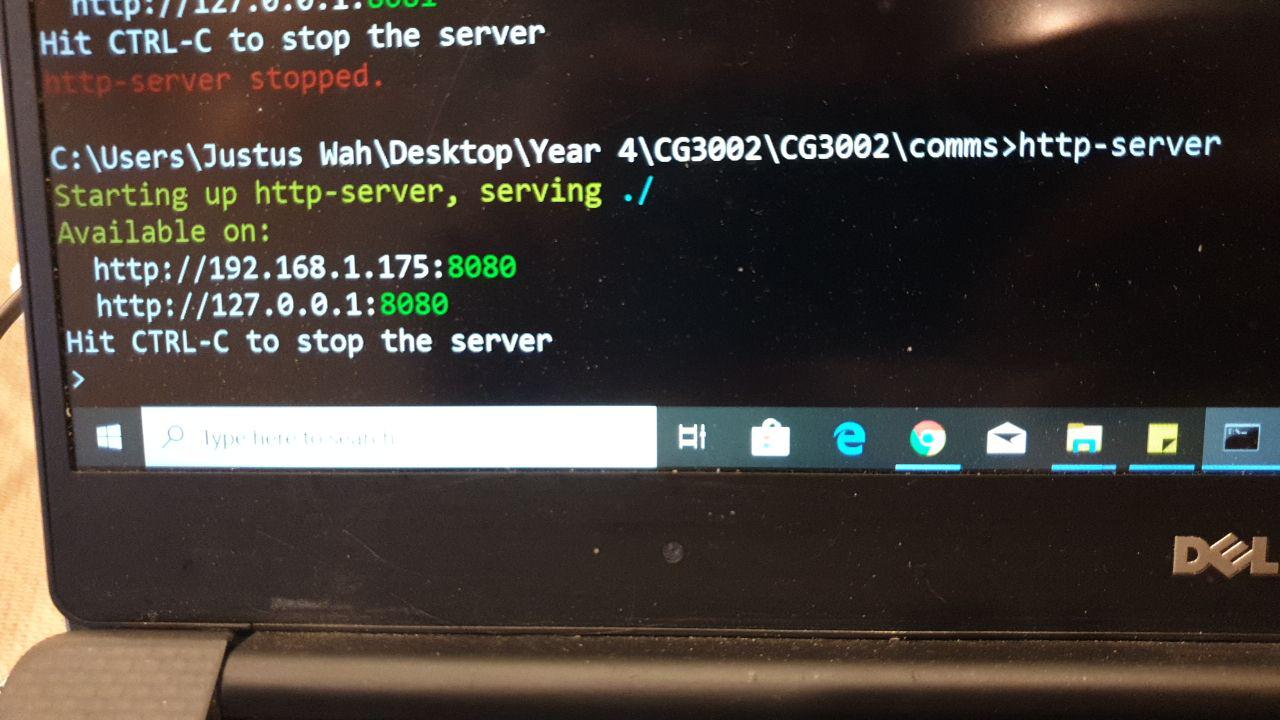 http://127.0.0.1:8081
Hit CTRL-C to stop the server
http-server stopped.
C:\Users\Justus Wah\Desktop\Year 4\CG3002\CG3002\comms>http-server
Starting up http-server, serving ./
Available on:
http://192.168.1.175:8080
http://127.0.0.1:8080
Hit CTRL-C to stop the server
>
Type here to search
DELL